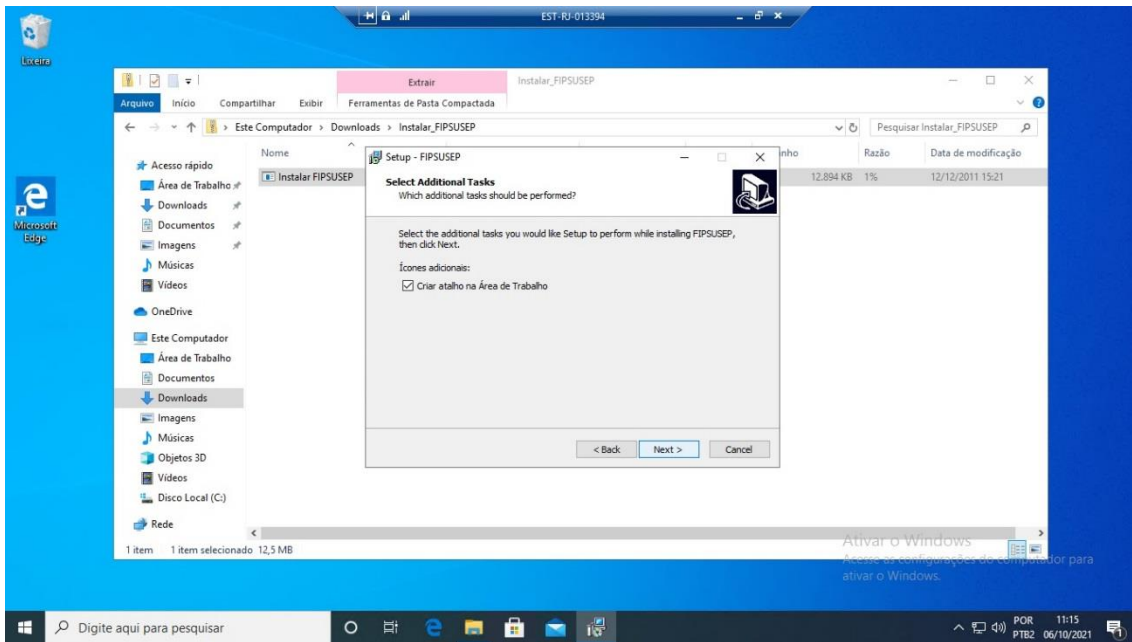 EST-RJ-013394
Lixeira
Extrair
Instalar_FIPSUSEP
Arquivo Início Compartilhar Exibir Ferramentas de Pasta Compactada
Este Computador > Downloads > Instalar_FIPSUSEP
Pesquisar Instalar_FIPSUSEP
Nome
Razão
Data de modificação
Instalar FIPSUSEP
12.894 KB 1% 12/12/2011 15:21
Acesso rápido
Área de Trabalho
Downloads
Documentos
Imagens
Músicas
Vídeos
OneDrive
Este Computador
Área de Trabalho
Documentos
Downloads
Imagens
Músicas
Objetos 3D
Vídeos
Disco Local (C:)
Rede
1 item 1 item selecionado 12,5 MB
Microsoft
Edge
Setup - FIPSUSEP
Select Additional Tasks
Which additional tasks should be performed?
Select the additional tasks you would like Setup to perform while installing FIPSUSEP,
then click Next.
Ícones adicionais:
Criar atalho na Área de Trabalho
< Back Next > Cancel
Ativar o Windows
Acesse as configurações do computador para
ativar o Windows.
Digite aqui para pesquisar
POR 11:15
PTB2 06/10/2021